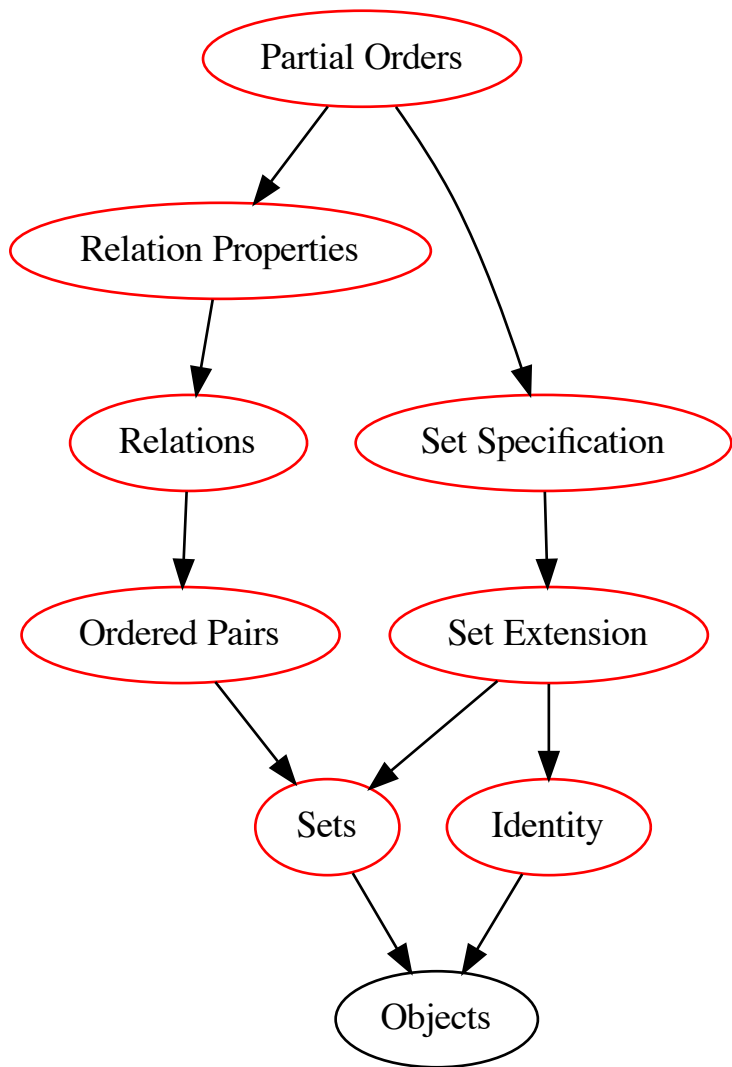 Partial Orders
Relation Properties
Relations
Set Specification
Ordered Pairs
Set Extension
Sets
Identity
Objects